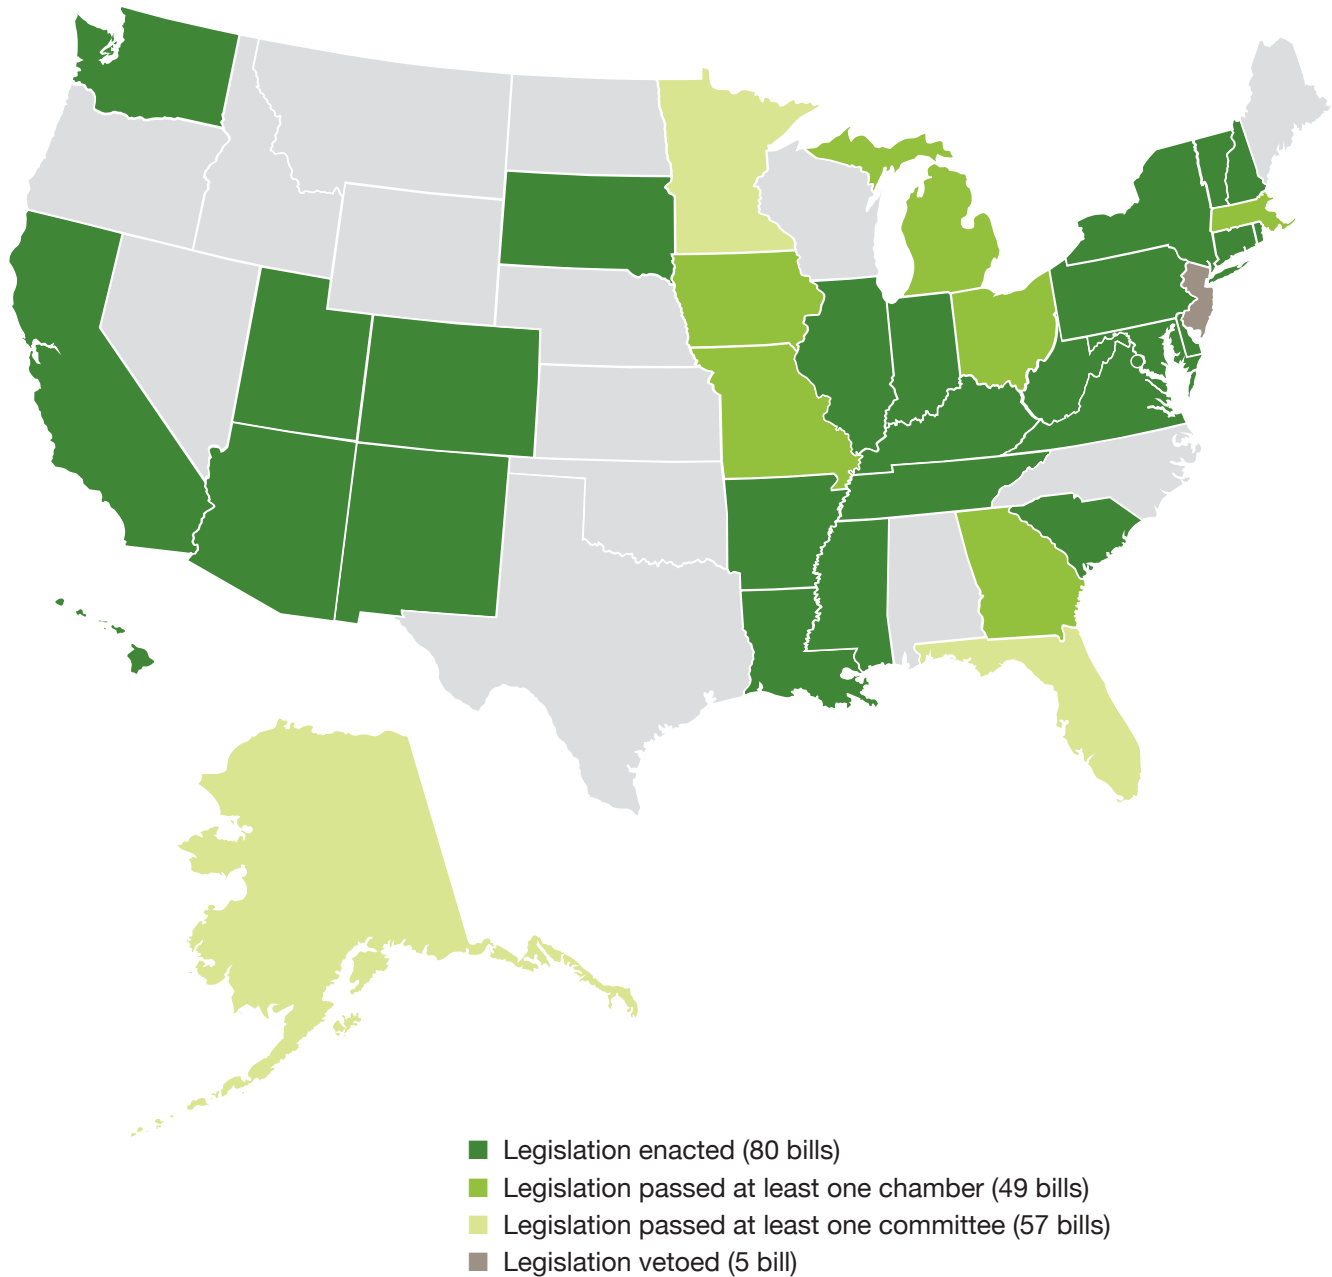 Legislation enacted (80 bills)
Legislation passed at least one chamber (49 bills)
Legislation passed at least one committee (57 bills)
Legislation vetoed (5 bill)